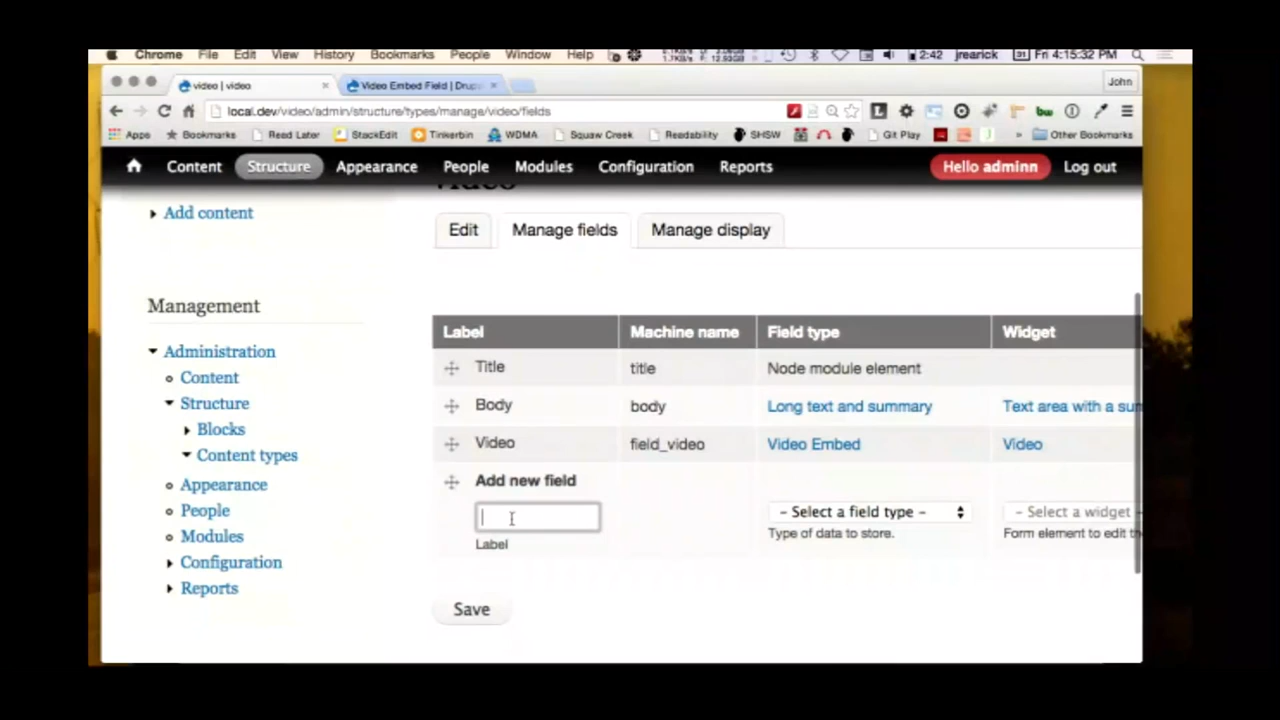 Chrome File Edit View History Bookmarks People Window Help 2:42 jrearick Fri 4:15:32 PM
video | video Video Embed Field | Drup John
local.dev/video/admin/structure/types/manage/video/fields
Apps Bookmarks Read Later StackEdit Tinkerbin WDMA Squaw Creek Readability SHSW Git Play » Other Bookmarks
Content Structure Appearance People Modules Configuration Reports Hello adminn Log out
Add content
Edit Manage fields Manage display
Management
Label Machine name Field type Widget
Administration
Title title Node module element
Content
Body body Long text and summary Text area with a sum
Structure
Blocks
Video field_video Video Embed Video
Content types
Add new field
Appearance
People
- Select a field type - - Select a widget -
Modules
Label Type of data to store. Form element to edit th
Configuration
Reports
Save